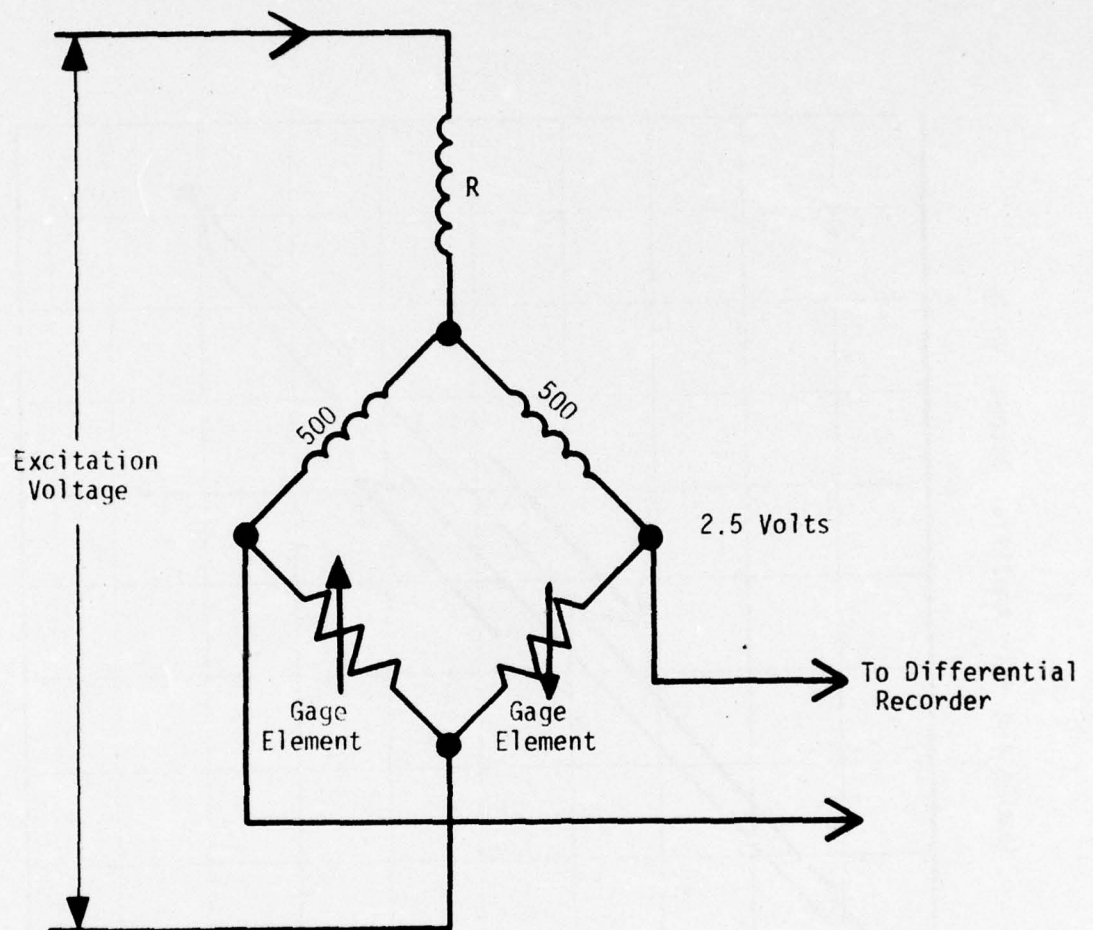 R
500
500
Excitation
Voltage
2.5 Volts
To Differential
Recorder
Gage
Element
Gage
Element